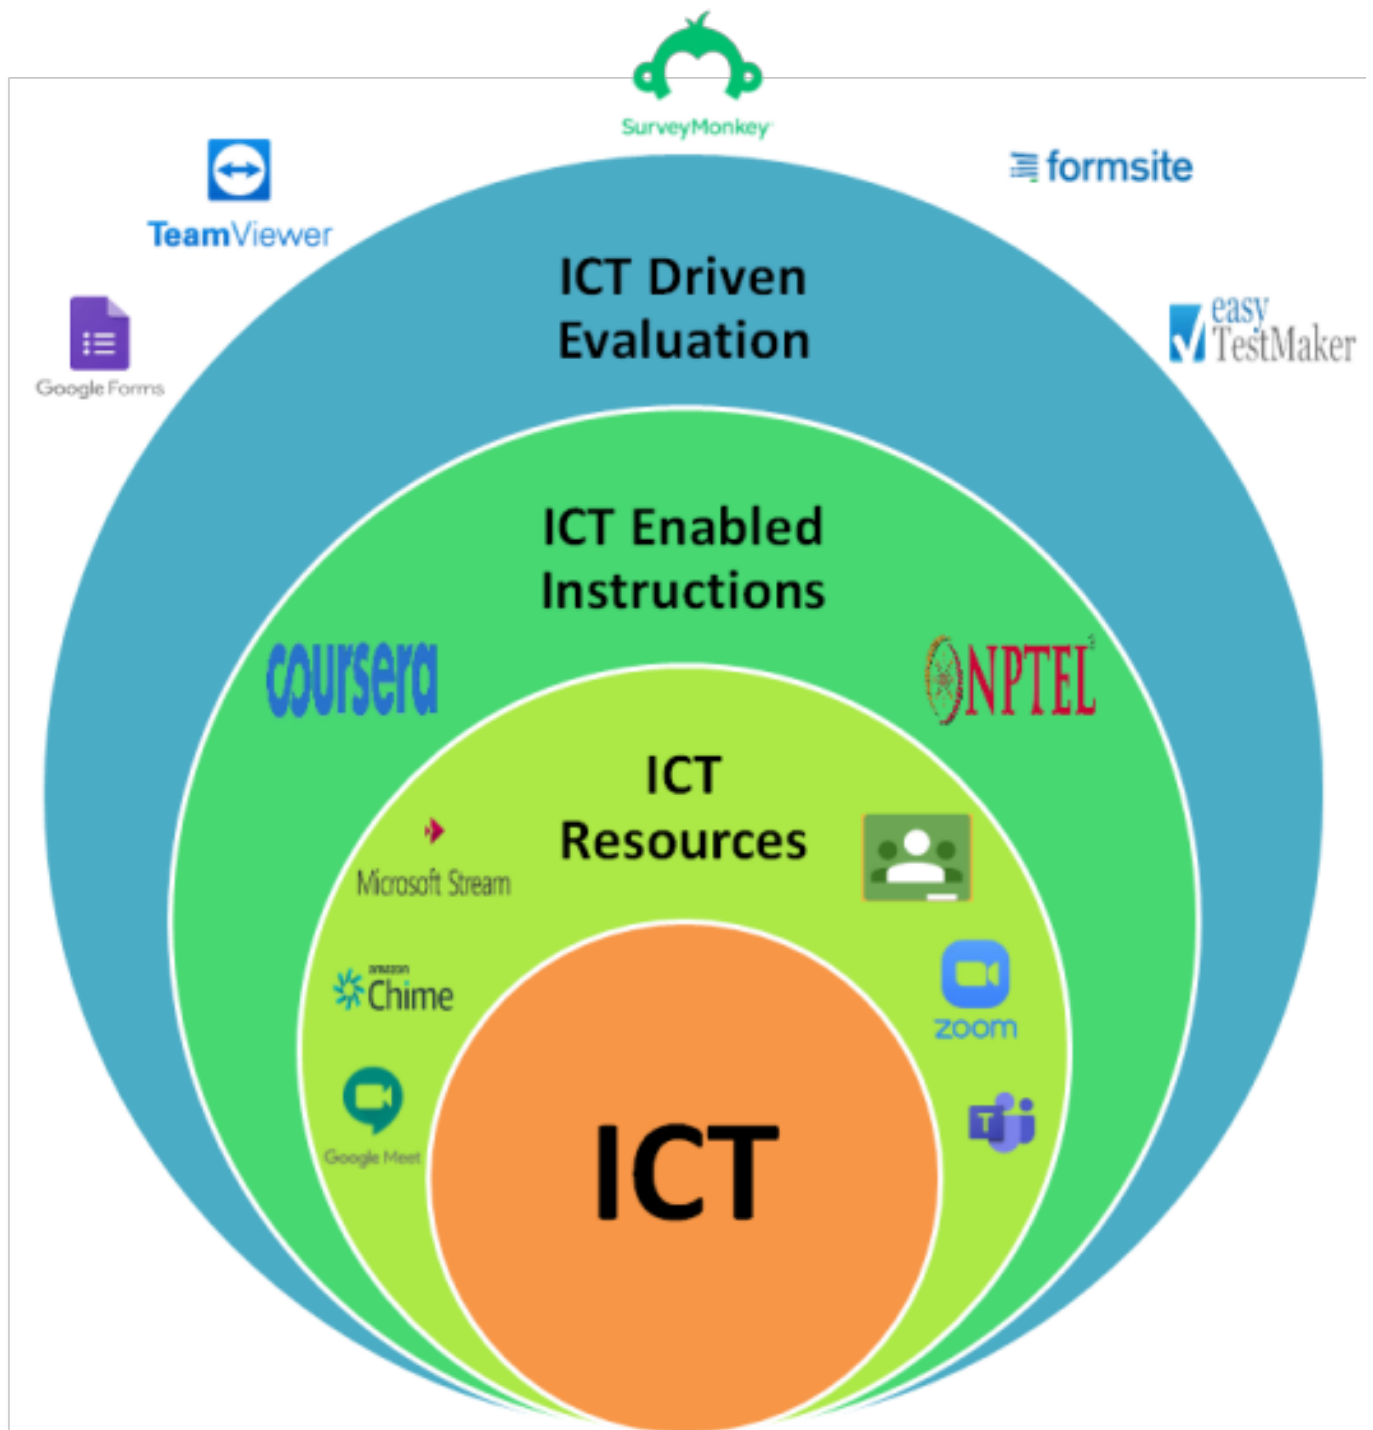 SurveyMonkey
formsite
TeamViewer
easy
TestMaker
Google Forms
ICT Driven
Evaluation
ICT Enabled
Instructions
coursera
NPTEL
ICT
Resources
Microsoft Stream
amazon
Chime
zoom
T
Google Meet
ICT